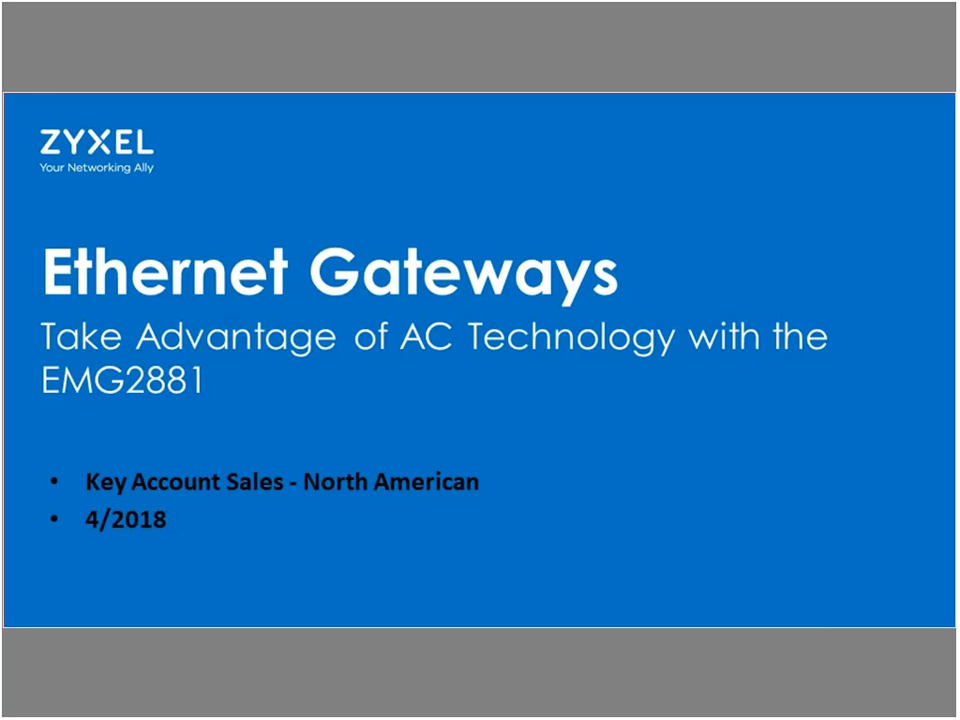 ZYXEL
Your Networking Ally
Ethernet Gateways
Take Advantage of AC Technology with the
EMG2881
• Key Account Sales - North American
• 4/2018